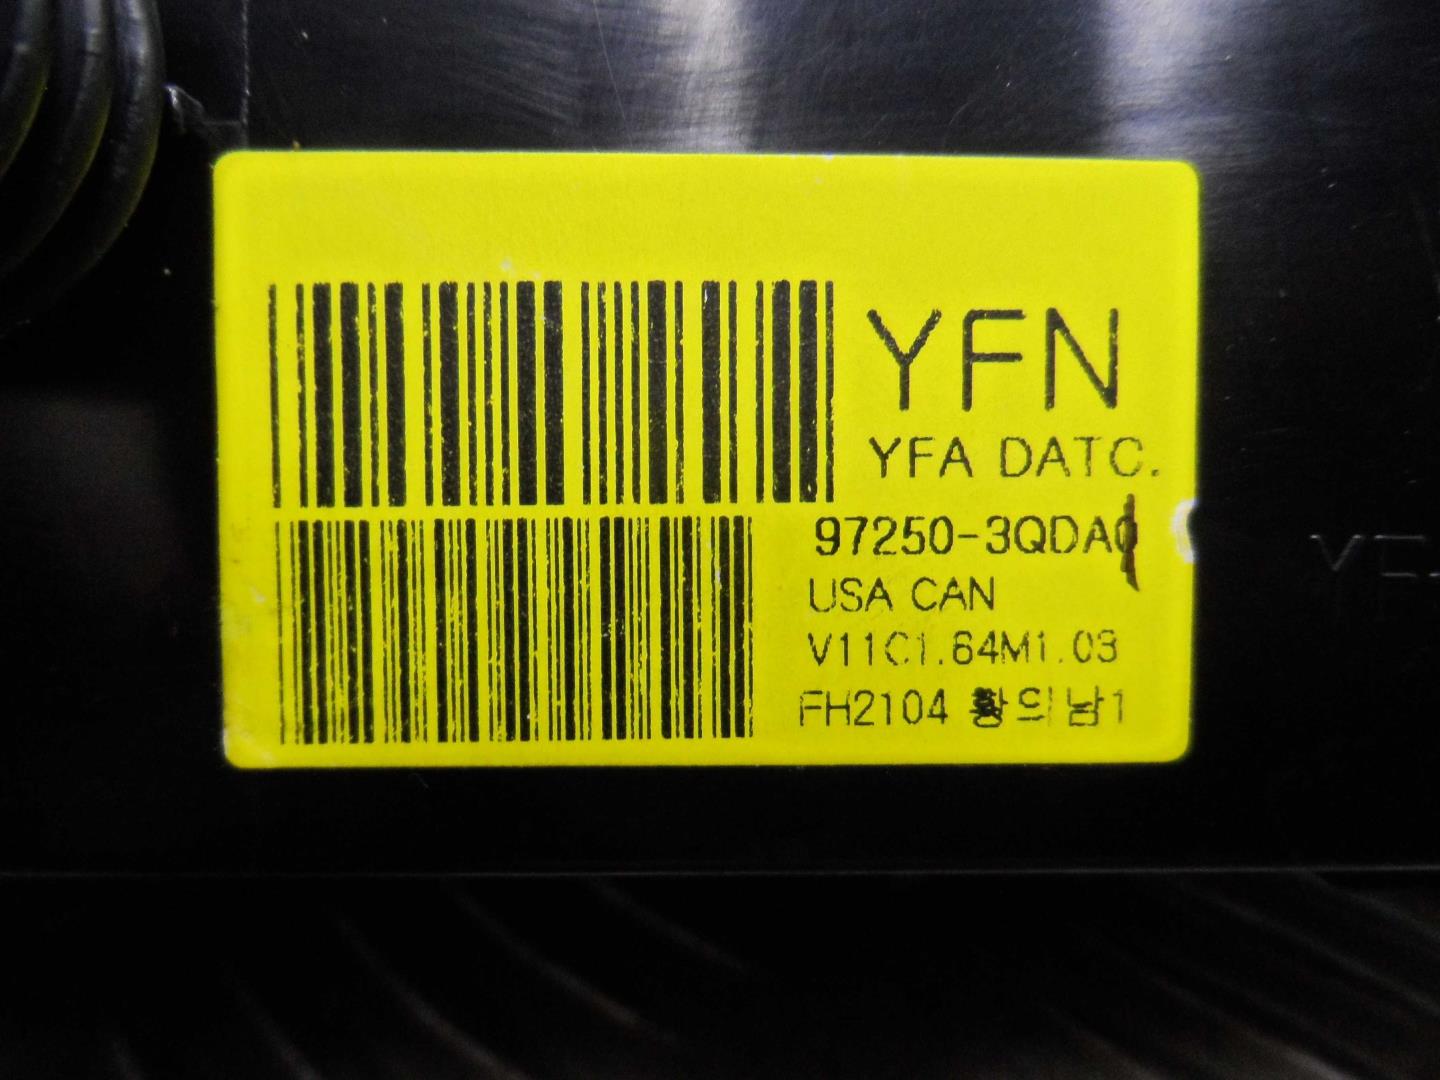 YFN
YFA DATC.
97250-3QDA0
USA CAN
V11C1.64M1.03
FH2104 황의남1